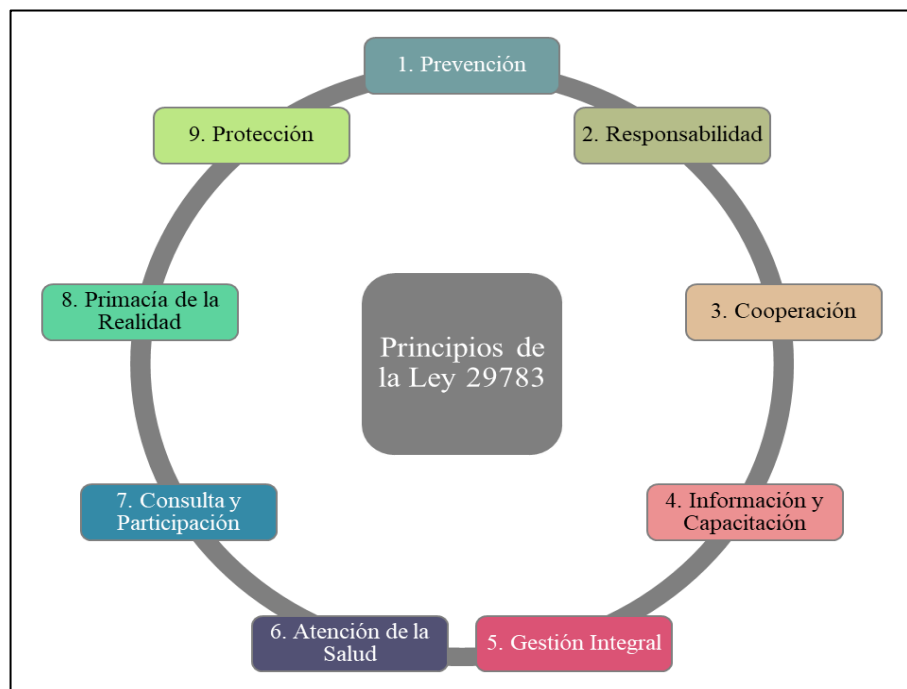 1. Prevención
2. Responsabilidad
3. Cooperación
4. Información y
Capacitación
5. Gestión Integral
6. Atención de la
Salud
7. Consulta y
Participación
8. Primacía de la
Realidad
9. Protección
Principios de
la Ley 29783